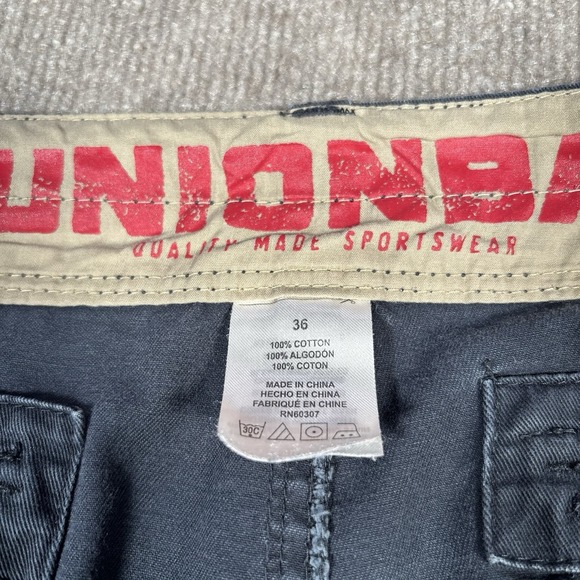 UNIONBA
QUALITY MADE SPORTSWEAR
36
100% COTTON
100% ALGODÓN
100% COTON
MADE IN CHINA
HECHO EN CHINA
FABRIQUÉ EN CHINE
RN60307
30C